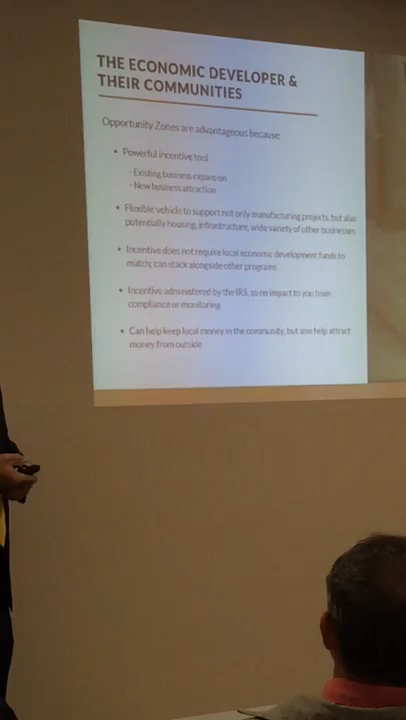 THE ECONOMIC DEVELOPER &
THEIR COMMUNITIES
Opportunity Zones are advantageous because
• Powerful incentive tool
- Existing business expansion
- New business attraction
• Flexible vehicle to support not only manufacturing projects, but also
potentially housing, infrastructure, wide variety of other businesses
• Incentive does not require local economic development funds to
match; can stack alongside other programs
• Incentive administered by the IRS, so no impact to you from
compliance or monitoring
• Can help keep local money in the community, but also help attract
money from outside